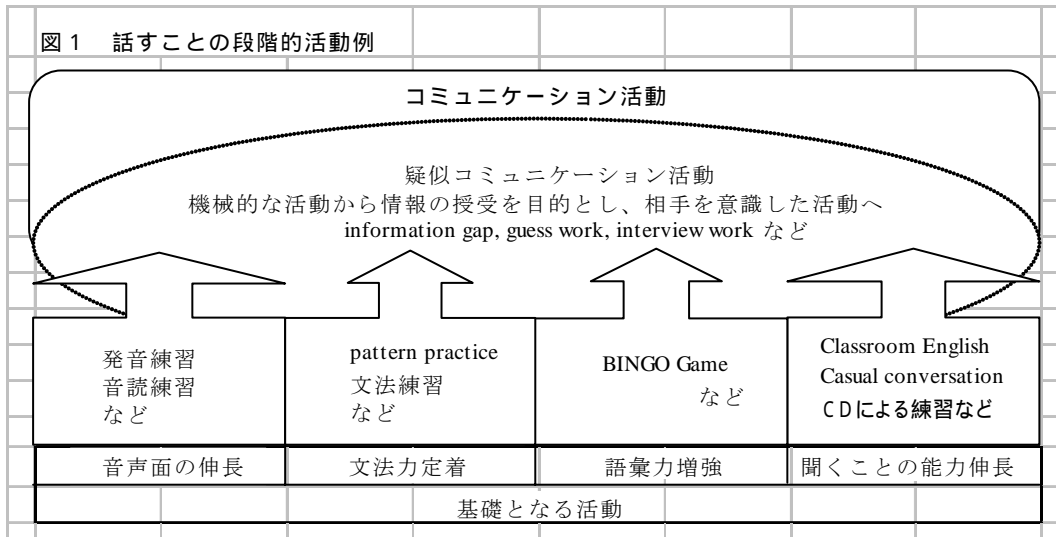 図1 話すことの段階的活動例
コミュニケーション活動
疑似コミュニケーション活動
機械的な活動から情報の授受を目的とし、相手を意識した活動へ
information gap, guess work, interview work など
発音練習
音読練習
など
pattern practice
文法練習
など
BINGO Game
など
Classroom English
Casual conversation
CDによる練習など
音声面の伸長
文法力定着
語彙力増強
聞くことの能力伸長
基礎となる活動